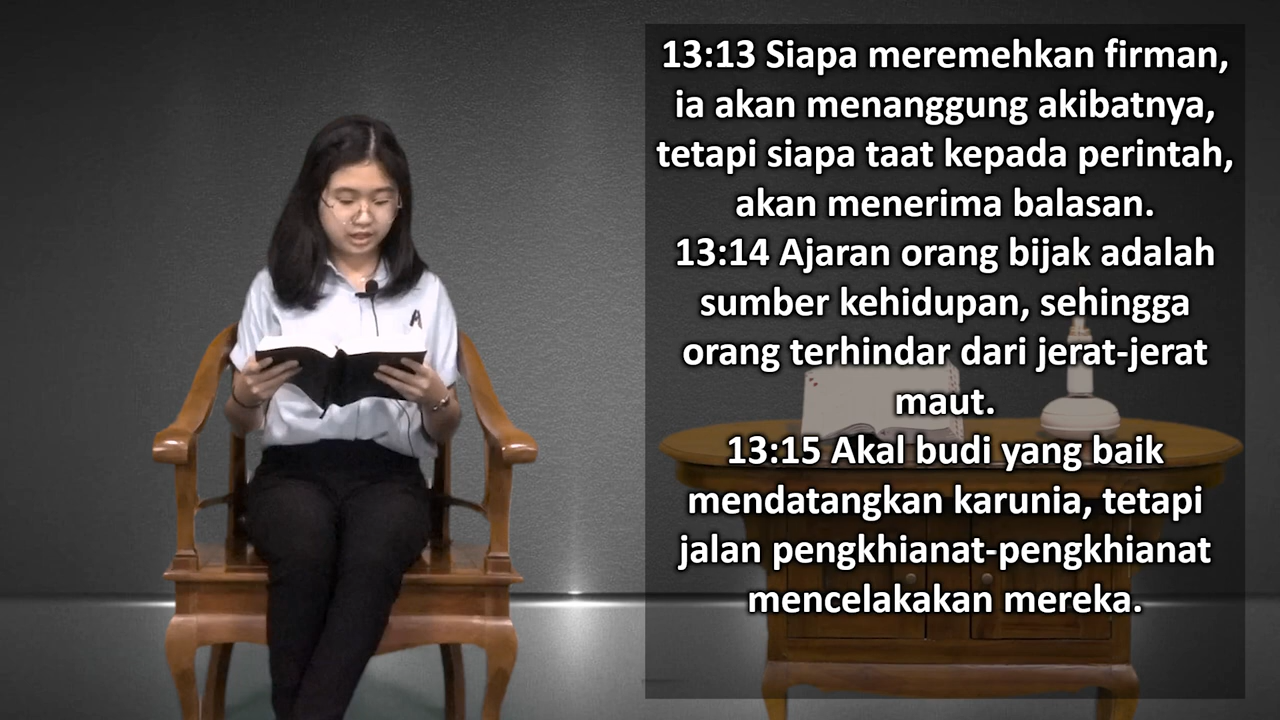 13:13 Siapa meremehkan firman,
ia akan menanggung akibatnya,
tetapi siapa taat kepada perintah,
akan menerima balasan.
13:14 Ajaran orang bijak adalah
sumber kehidupan, sehingga
orang terhindar dari jerat-jerat
maut.
13:15 Akal budi yang baik
mendatangkan karunia, tetapi
jalan pengkhianat-pengkhianat
mencelakakan mereka.